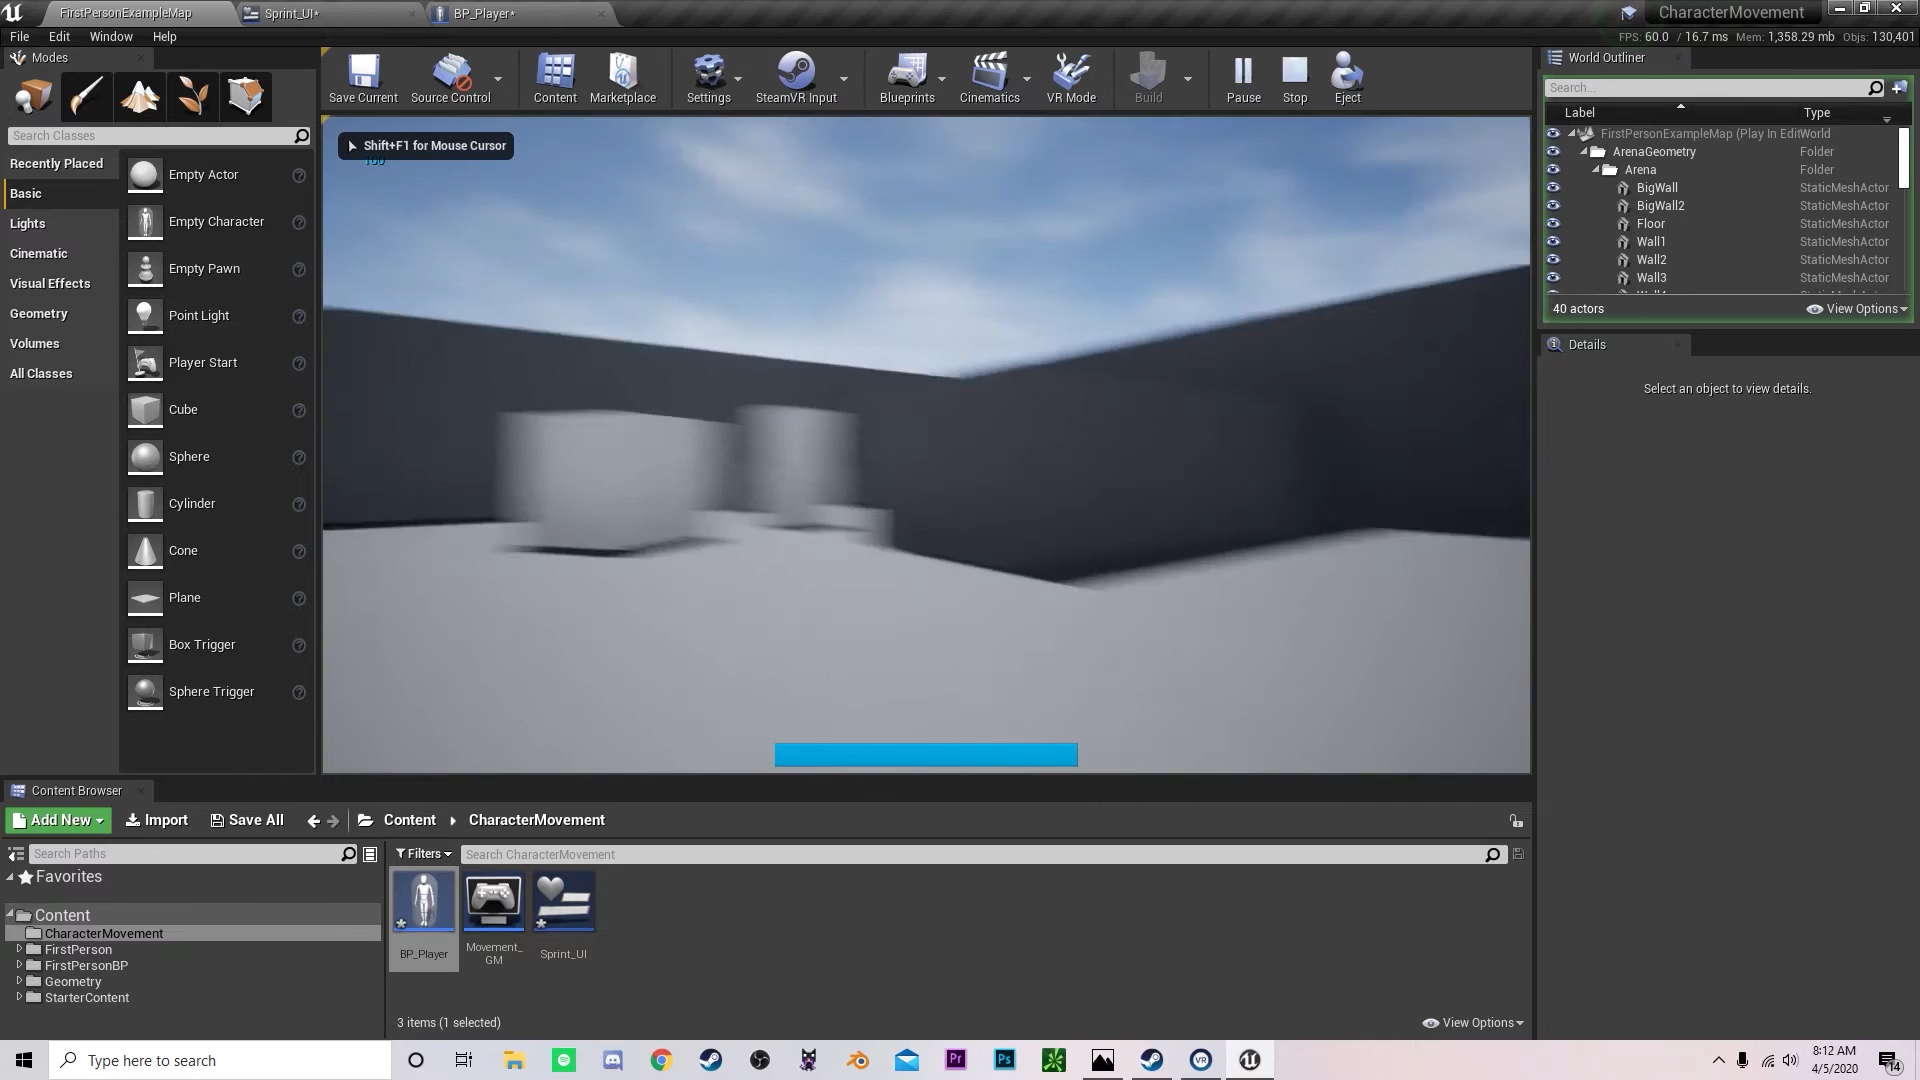 FirstPersonExampleMap
Sprint_UI*
BP_Player*
CharacterMovement
File
Edit
Window
Help
FPS: 60.0 / 16.7 ms Mem: 1,358.29 mb Objs: 130,401
Modes
Save Current
Source Control
Content
Marketplace
Settings
SteamVR Input
Blueprints
Cinematics
VR Mode
Build
Pause
Stop
Eject
World Outliner
Search...
Label
Type
Search Classes
Shift+F1 for Mouse Cursor
100
Recently Placed
Basic
Lights
Cinematic
Visual Effects
Geometry
Volumes
All Classes
Empty Actor
Empty Character
Empty Pawn
Point Light
Player Start
Cube
Sphere
Cylinder
Cone
Plane
Box Trigger
Sphere Trigger
FirstPersonExampleMap (Play In Edit World
ArenaGeometry Folder
Arena Folder
BigWall StaticMeshActor
BigWall2 StaticMeshActor
Floor StaticMeshActor
Wall1 StaticMeshActor
Wall2 StaticMeshActor
Wall3 StaticMeshActor
40 actors
View Options
Details
Select an object to view details.
Content Browser
Add New
Import
Save All
Content
CharacterMovement
Search Paths
Filters
Search CharacterMovement
Favorites
Content
CharacterMovement
FirstPerson
FirstPersonBP
Geometry
StarterContent
BP_Player
Movement_
GM
Sprint_UI
3 items (1 selected)
View Options
Type here to search
Pr
Ps
VR
8:12 AM
4/5/2020
14